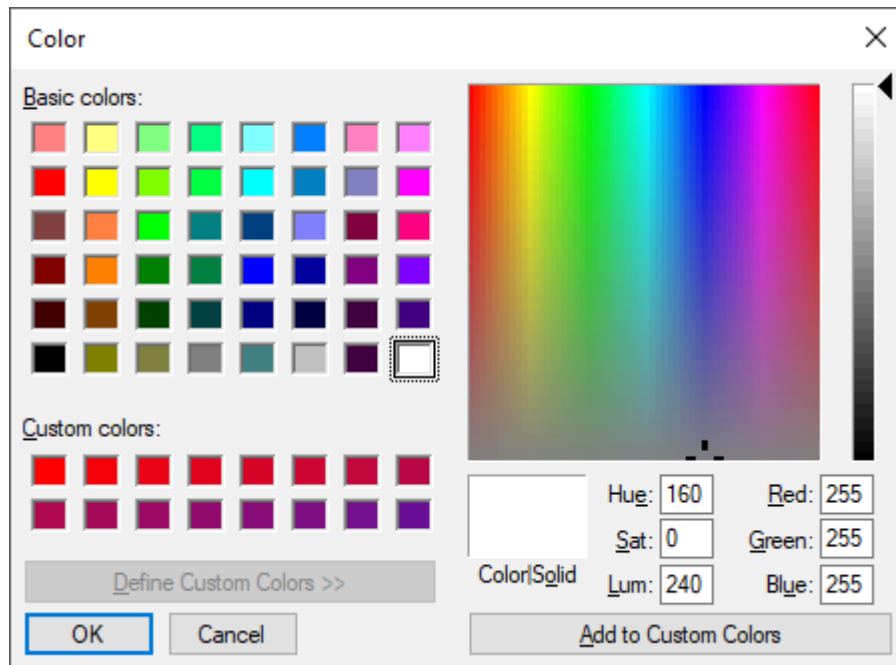 Color
Basic colors:
Custom colors:
Define Custom Colors >>
OK Cancel
Color|Solid
Hue: 160 Red: 255
Sat: 0 Green: 255
Lum: 240 Blue: 255
Add to Custom Colors